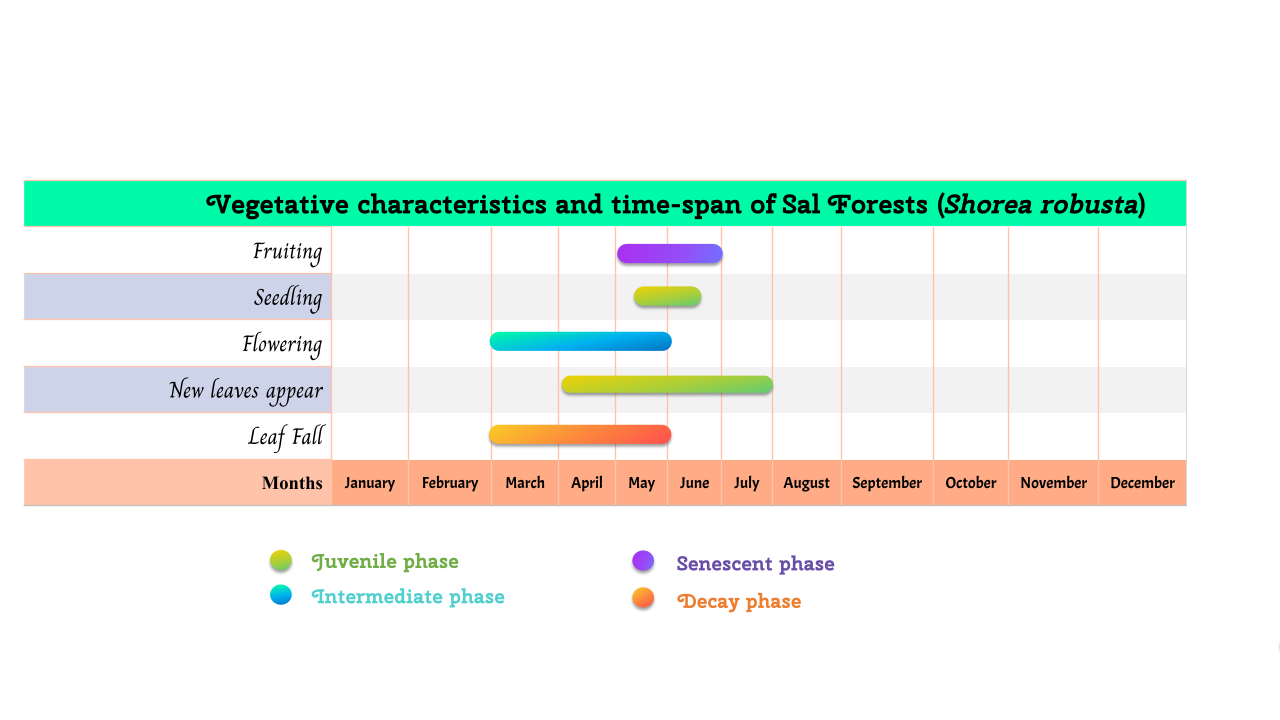 Vegetative characteristics and time-span of Sal Forests (Shorea robusta)
Fruiting
Seedling
Flowering
New leaves appear
Leaf Fall
Months January February March April May June July August September October November December
Juvenile phase Senescent phase
Intermediate phase Decay phase